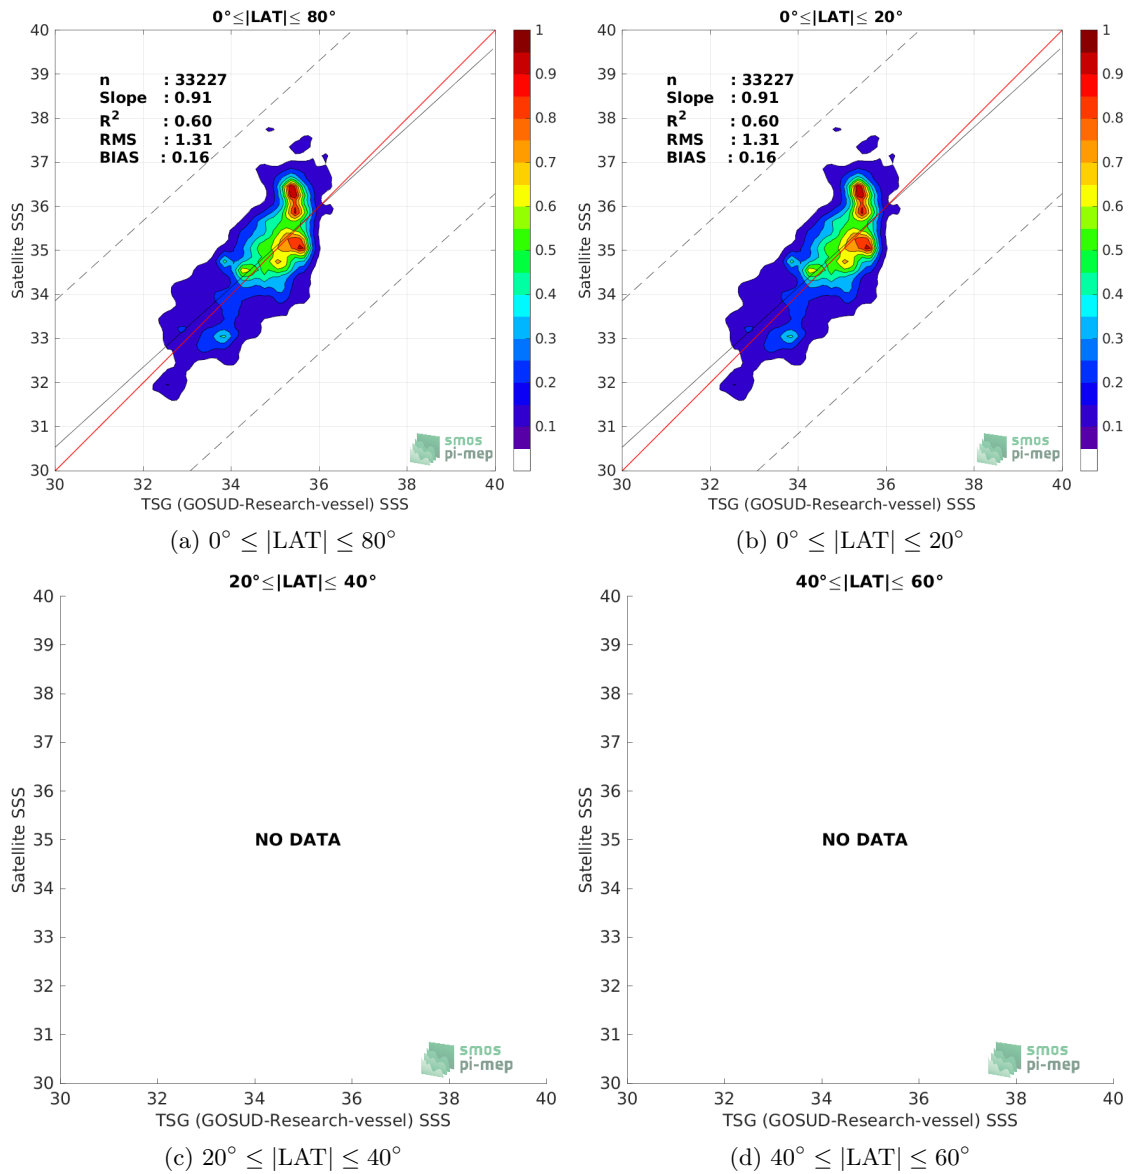 0°≤|LAT|≤ 80°
40
39
38
37
36
35
34
33
32
31
30
Satellite SSS
n : 33227
Slope : 0.91
R² : 0.60
RMS : 1.31
BIAS : 0.16
smos
pi-mep
30 32 34 36 38 40
TSG (GOSUD-Research-vessel) SSS
1
0.9
0.8
0.7
0.6
0.5
0.4
0.3
0.2
0.1
(a) 0° ≤ |LAT| ≤ 80°
0°≤|LAT|≤ 20°
40
39
38
37
36
35
34
33
32
31
30
Satellite SSS
n : 33227
Slope : 0.91
R² : 0.60
RMS : 1.31
BIAS : 0.16
smos
pi-mep
30 32 34 36 38 40
TSG (GOSUD-Research-vessel) SSS
1
0.9
0.8
0.7
0.6
0.5
0.4
0.3
0.2
0.1
(b) 0° ≤ |LAT| ≤ 20°
20°≤|LAT|≤ 40°
40
39
38
37
36
35
34
33
32
31
30
Satellite SSS
NO DATA
smos
pi-mep
30 32 34 36 38 40
TSG (GOSUD-Research-vessel) SSS
(c) 20° ≤ |LAT| ≤ 40°
40°≤|LAT|≤ 60°
40
39
38
37
36
35
34
33
32
31
30
Satellite SSS
NO DATA
smos
pi-mep
30 32 34 36 38 40
TSG (GOSUD-Research-vessel) SSS
(d) 40° ≤ |LAT| ≤ 60°